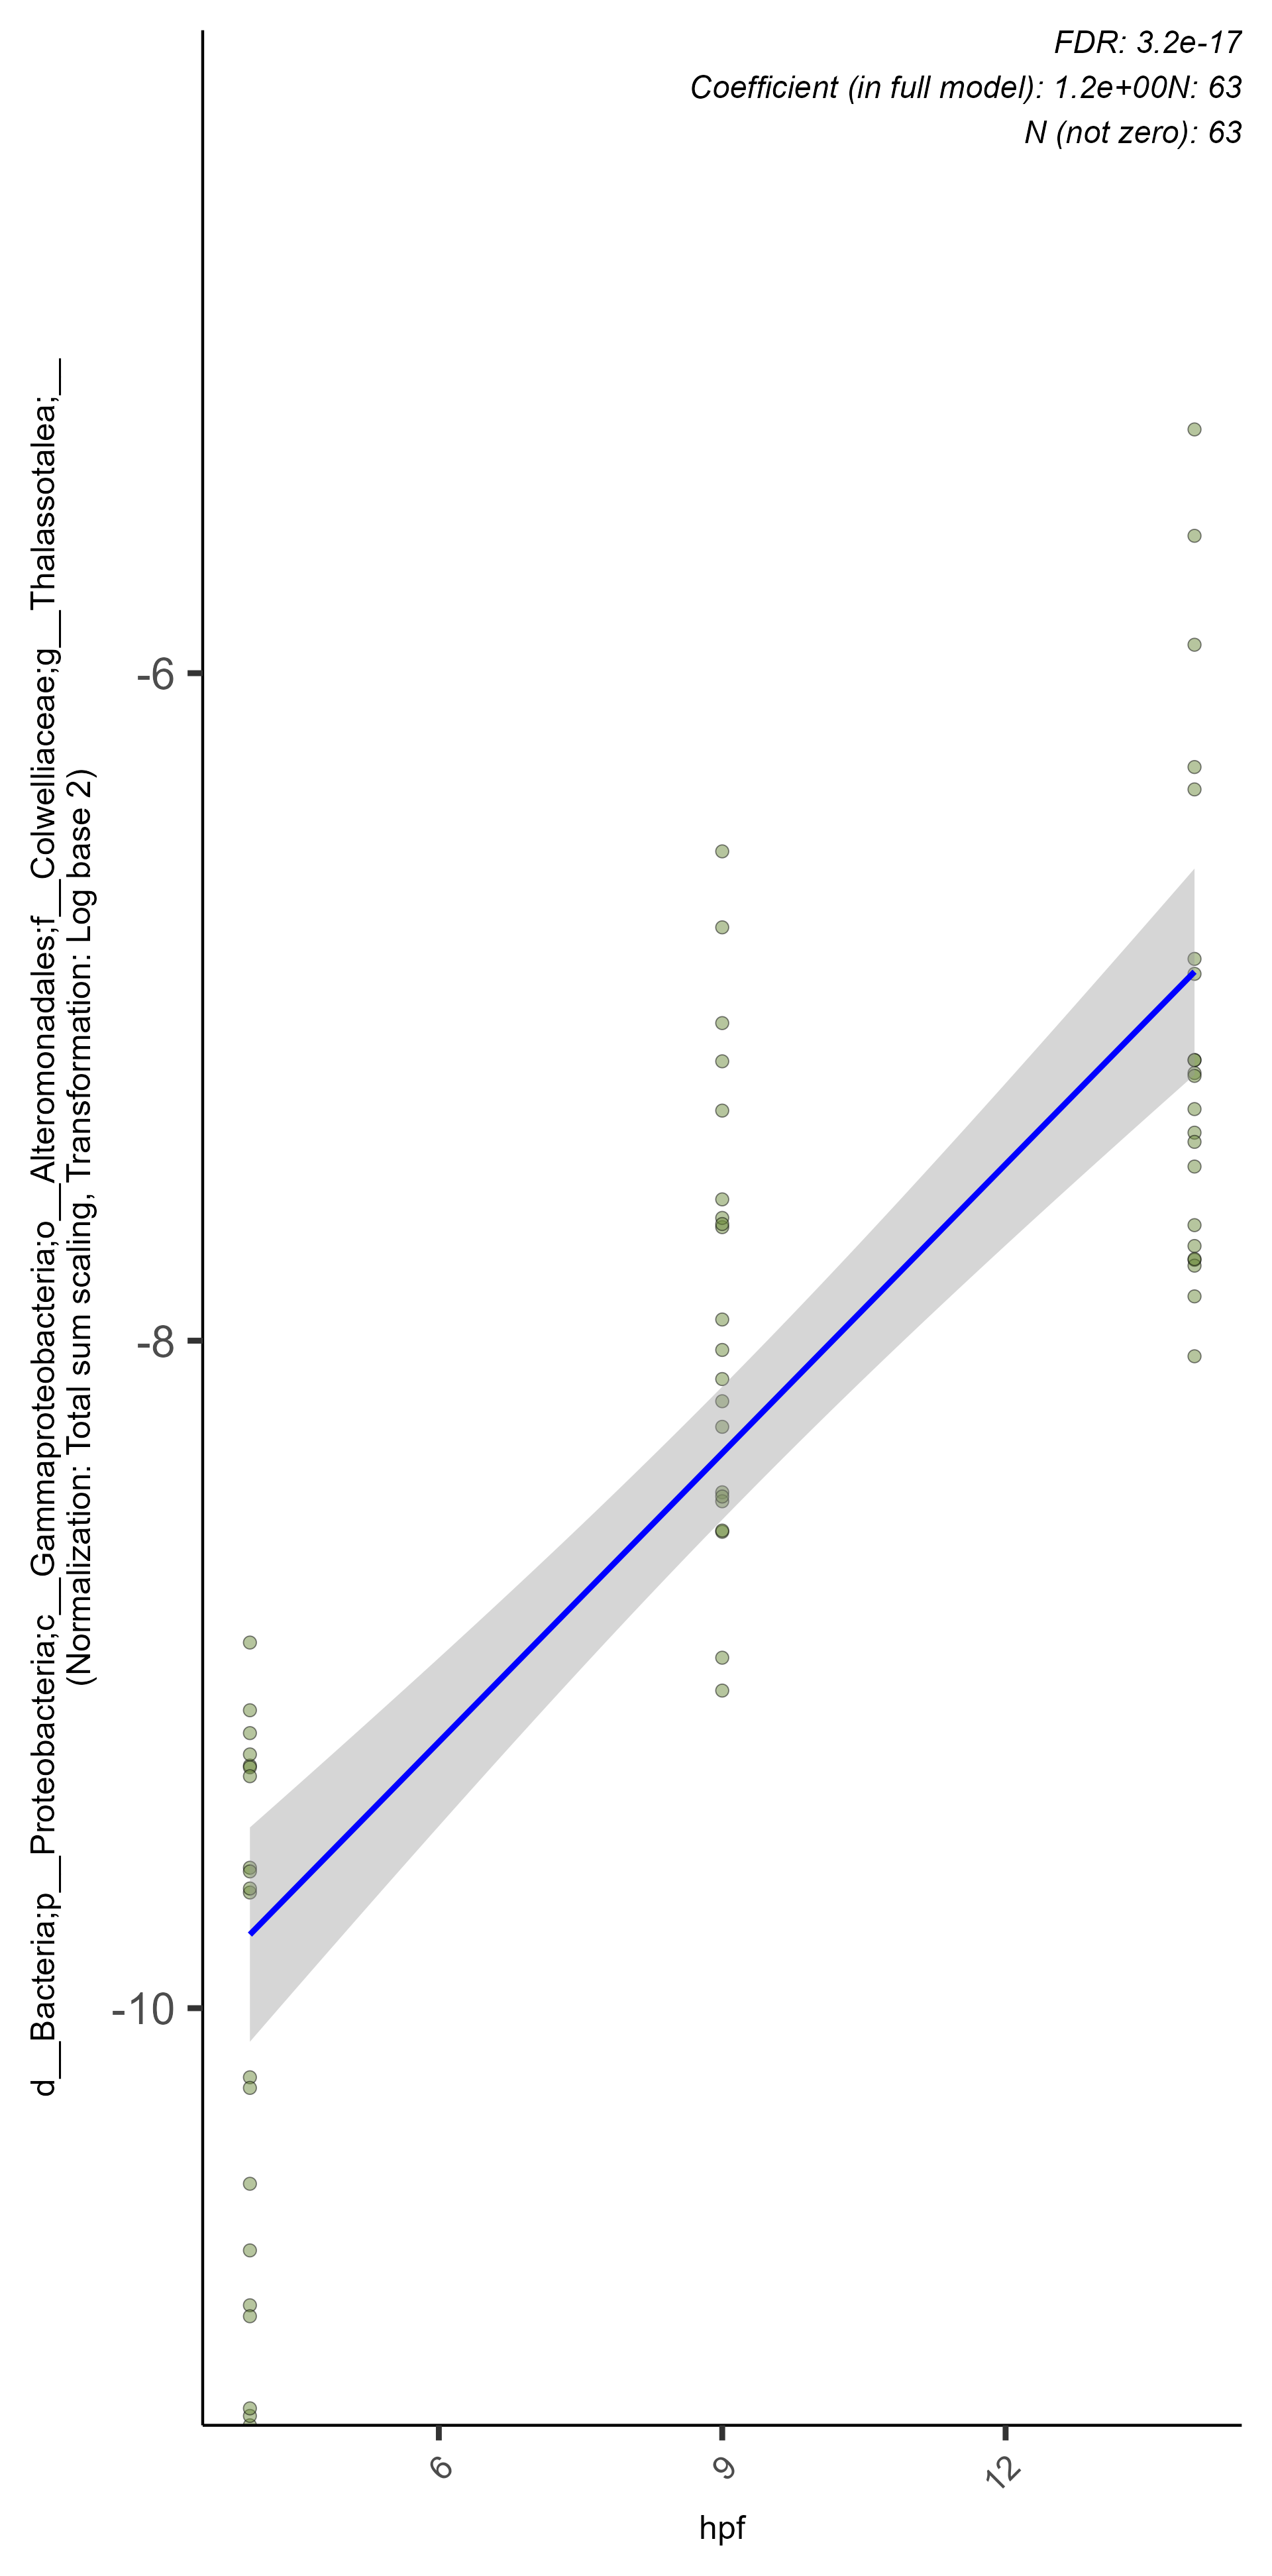 FDR: 3.2e-17
Coefficient (in full model): 1.2e+00N: 63
N (not zero): 63
d__Bacteria;p__Proteobacteria;c__Gammaproteobacteria;o__Alteromonadales;f__Colwelliaceae;g__Thalassotalea;__
(Normalization: Total sum scaling, Transformation: Log base 2)
-6
-8
-10
6
9
12
hpf